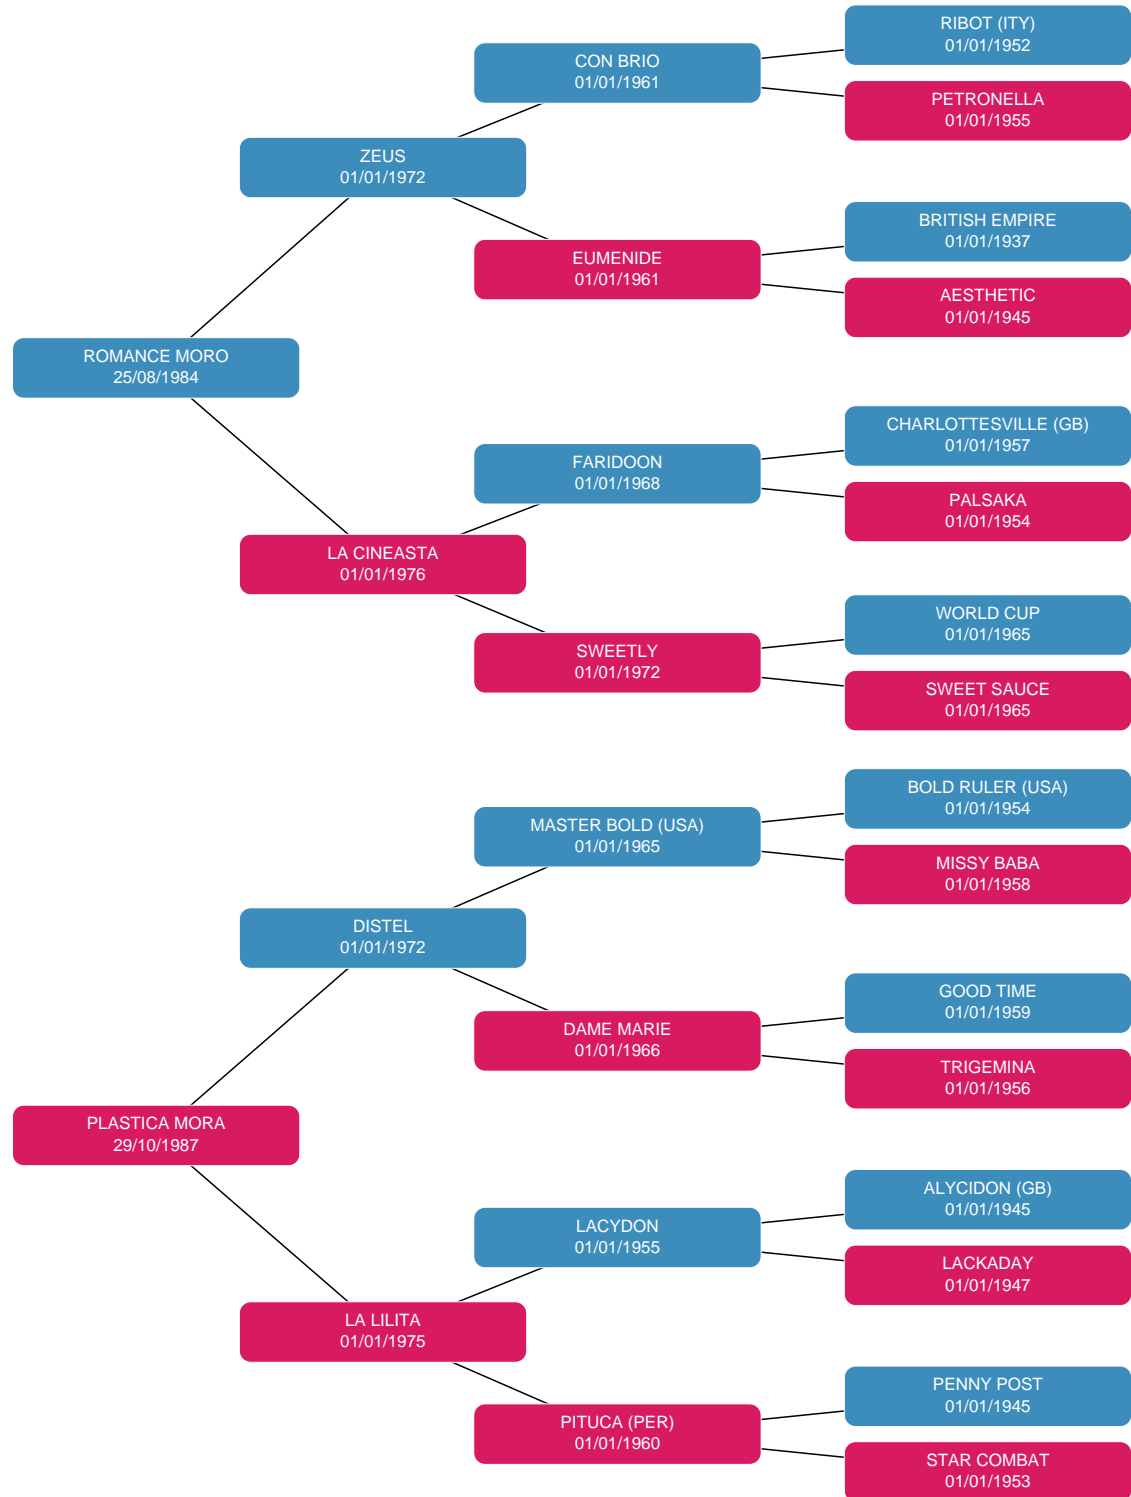 RIBOT (ITY)
01/01/1952
CON BRIO
01/01/1961
PETRONELLA
01/01/1955
ZEUS
01/01/1972
BRITISH EMPIRE
01/01/1937
EUMENIDE
01/01/1961
AESTHETIC
01/01/1945
ROMANCE MORO
25/08/1984
CHARLOTTESVILLE (GB)
01/01/1957
FARIDOON
01/01/1968
PALSAKA
01/01/1954
LA CINEASTA
01/01/1976
WORLD CUP
01/01/1965
SWEETLY
01/01/1972
SWEET SAUCE
01/01/1965
BOLD RULER (USA)
01/01/1954
MASTER BOLD (USA)
01/01/1965
MISSY BABA
01/01/1958
DISTEL
01/01/1972
GOOD TIME
01/01/1959
DAME MARIE
01/01/1966
TRIGEMINA
01/01/1956
PLASTICA MORA
29/10/1987
ALYCIDON (GB)
01/01/1945
LACYDON
01/01/1955
LACKADAY
01/01/1947
LA LILITA
01/01/1975
PENNY POST
01/01/1945
PITUCA (PER)
01/01/1960
STAR COMBAT
01/01/1953